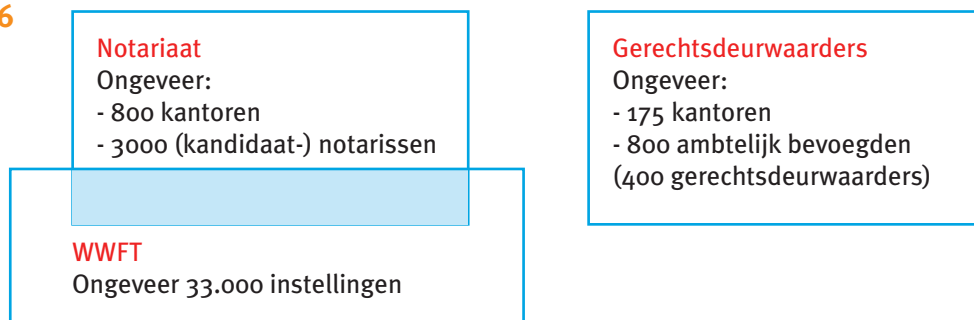 6
Notariaat
Ongeveer:
- 800 kantoren
- 3000 (kandidaat-) notarissen
Gerechtsdeurwaarders
Ongeveer:
- 175 kantoren
- 800 ambtelijk bevoegden
(400 gerechtsdeurwaarders)
WWFT
Ongeveer 33.000 instellingen